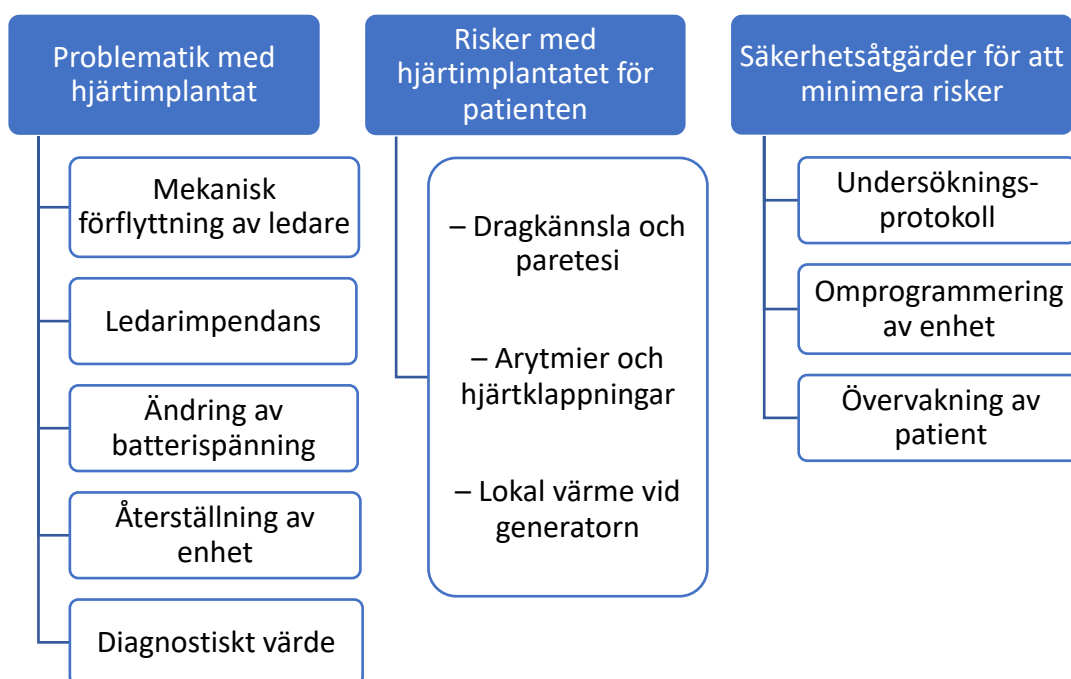 Problematik med
hjärtimplantat
Mekanisk
förflyttning av ledare
Ledarimpendans
Ändring av
batterispänning
Återställning av
enhet
Diagnostiskt värde
Risker med
hjärtimplantatet för
patienten
– Dragkännsla och
paretesi
– Arytmier och
hjärtklappningar
– Lokal värme vid
generatorn
Säkerhetsåtgärder för att
minimera risker
Undersöknings-
protokoll
Omprogrammering
av enhet
Övervakning av
patient